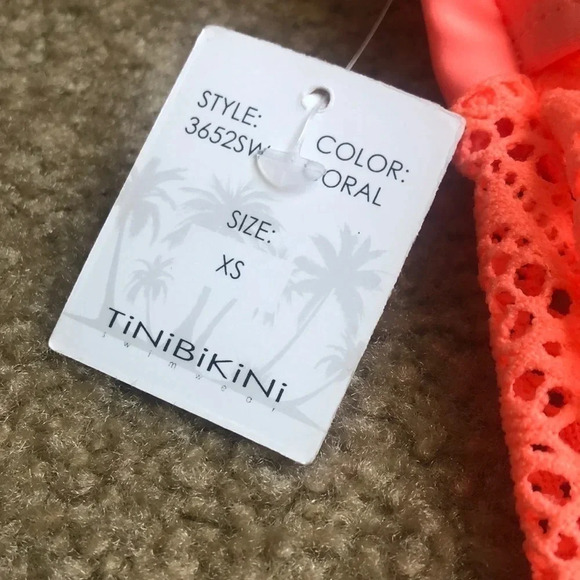 STYLE:
3652SW
COLOR:
ORAL
SIZE:
XS
TiNiBiKiNi
swimwear